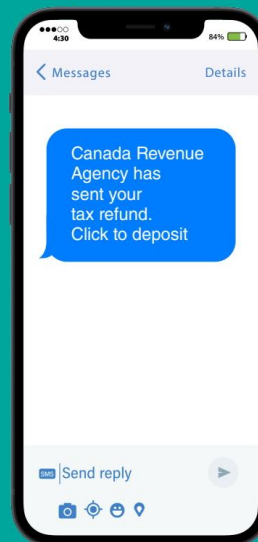 4:30
84%
Messages
Details
Canada Revenue
Agency has
sent your
tax refund.
Click to deposit
SMS
Send reply